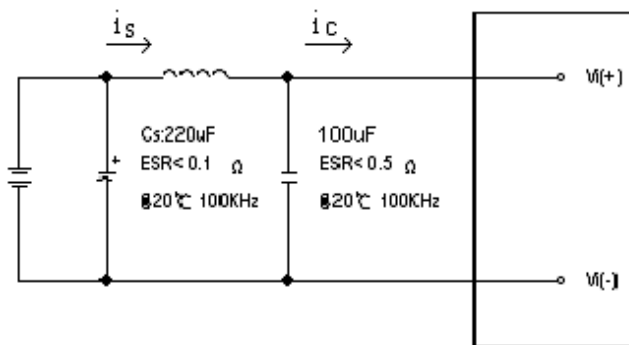 is
ic
Vi(+)
Cs:220uF
ESR<0.1 Ω
20℃ 100KHz
+
100uF
ESR<0.5 Ω
20℃ 100KHz
Vi(-)